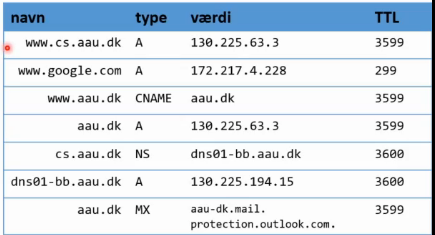 navn type værdi TTL
www.cs.aau.dk A 130.225.63.3 3599
www.google.com A 172.217.4.228 299
www.aau.dk CNAME aau.dk 3599
aau.dk A 130.225.63.3 3599
cs.aau.dk NS dns01-bb.aau.dk 3600
dns01-bb.aau.dk A 130.225.194.15 3600
aau.dk MX aau-dk.mail. 3599
protection.outlook.com.